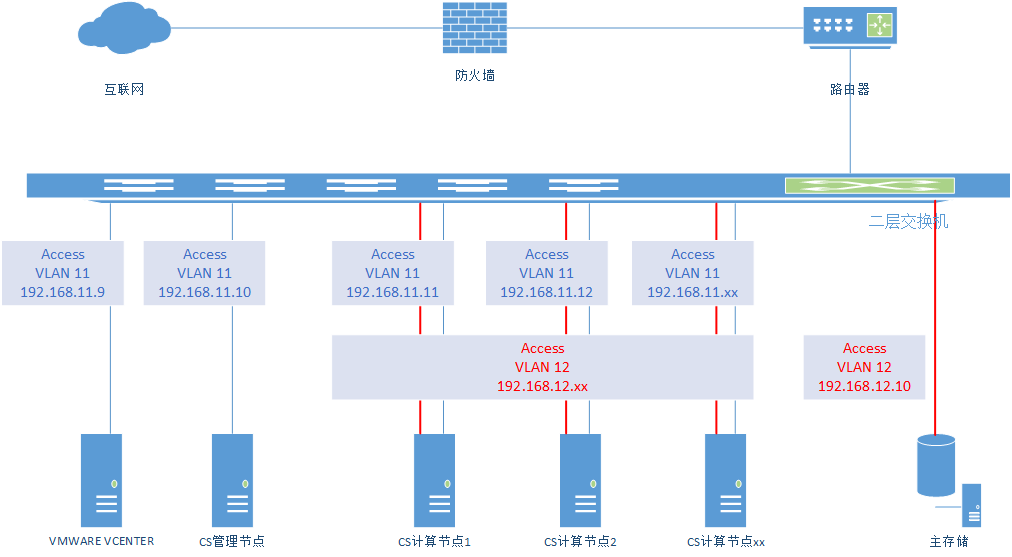 互联网
防火墙
路由器
二层交换机
Access
VLAN 11
192.168.11.9
Access
VLAN 11
192.168.11.10
Access
VLAN 11
192.168.11.11
Access
VLAN 11
192.168.11.12
Access
VLAN 11
192.168.11.xx
Access
VLAN 12
192.168.12.xx
Access
VLAN 12
192.168.12.10
VMWARE VCENTER
CS管理节点
CS计算节点1
CS计算节点2
CS计算节点xx
主存储